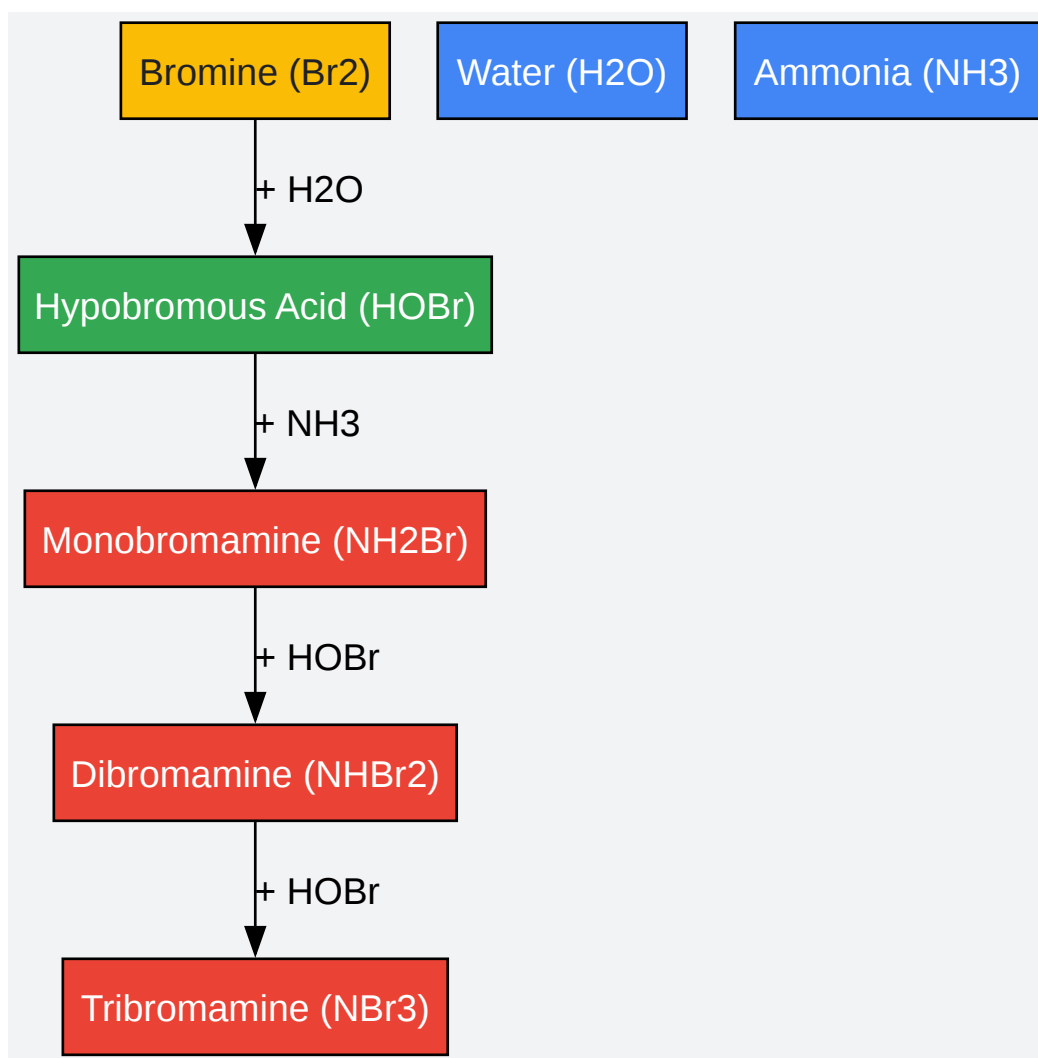 Bromine (Br2)
Water (H2O)
Ammonia (NH3)
+ H2O
Hypobromous Acid (HOBr)
+ NH3
Monobromamine (NH2Br)
+ HOBr
Dibromamine (NHBr2)
+ HOBr
Tribromamine (NBr3)